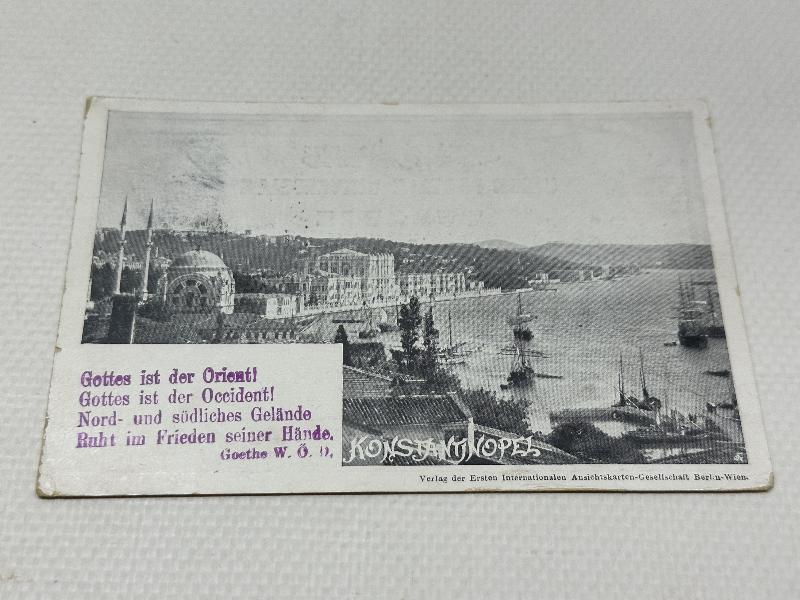 Gottes ist der Orient!
Gottes ist der Occident!
Nord- und südliches Gelände
Ruht im Frieden seiner Hände.
Goethe W. Ö. D.
KONSTANTINOPEL
Verlag der Ersten Internationalen Ansichtskarten-Gesellschaft Berlin-Wien.